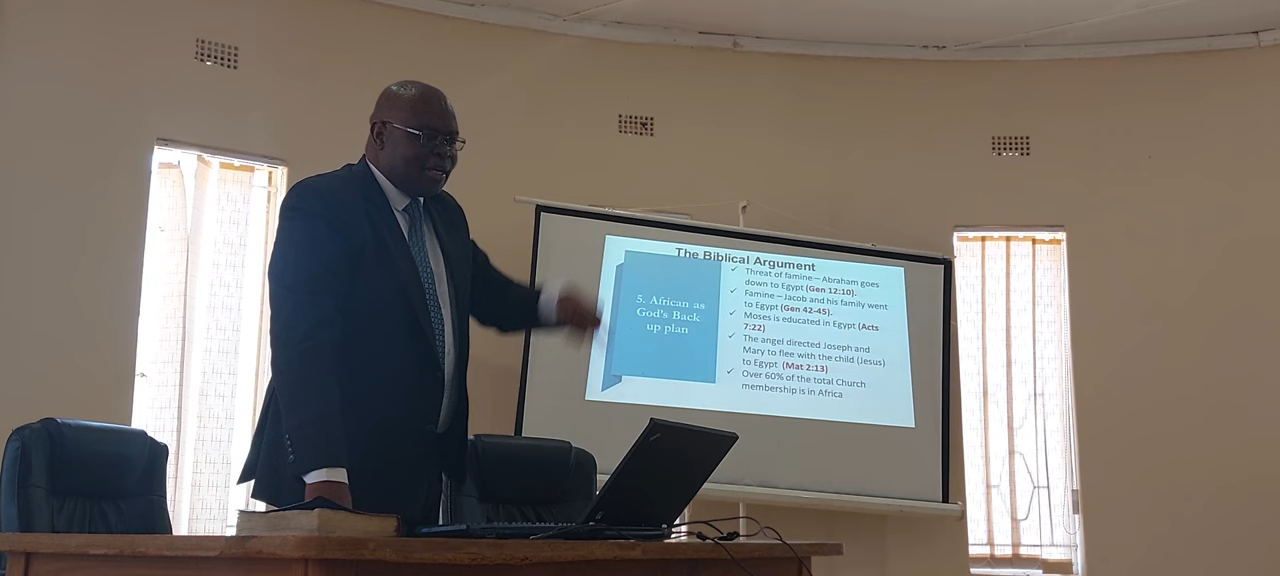 The Biblical Argument
5. African as
God's Back
up plan
✓ Threat of famine – Abraham goes
down to Egypt (Gen 12:10).
✓ Famine – Jacob and his family went
to Egypt (Gen 42-45).
✓ Moses is educated in Egypt (Acts
7:22)
✓ The angel directed Joseph and
Mary to flee with the child (Jesus)
to Egypt (Mat 2:13)
✓ Over 60% of the total Church
membership is in Africa